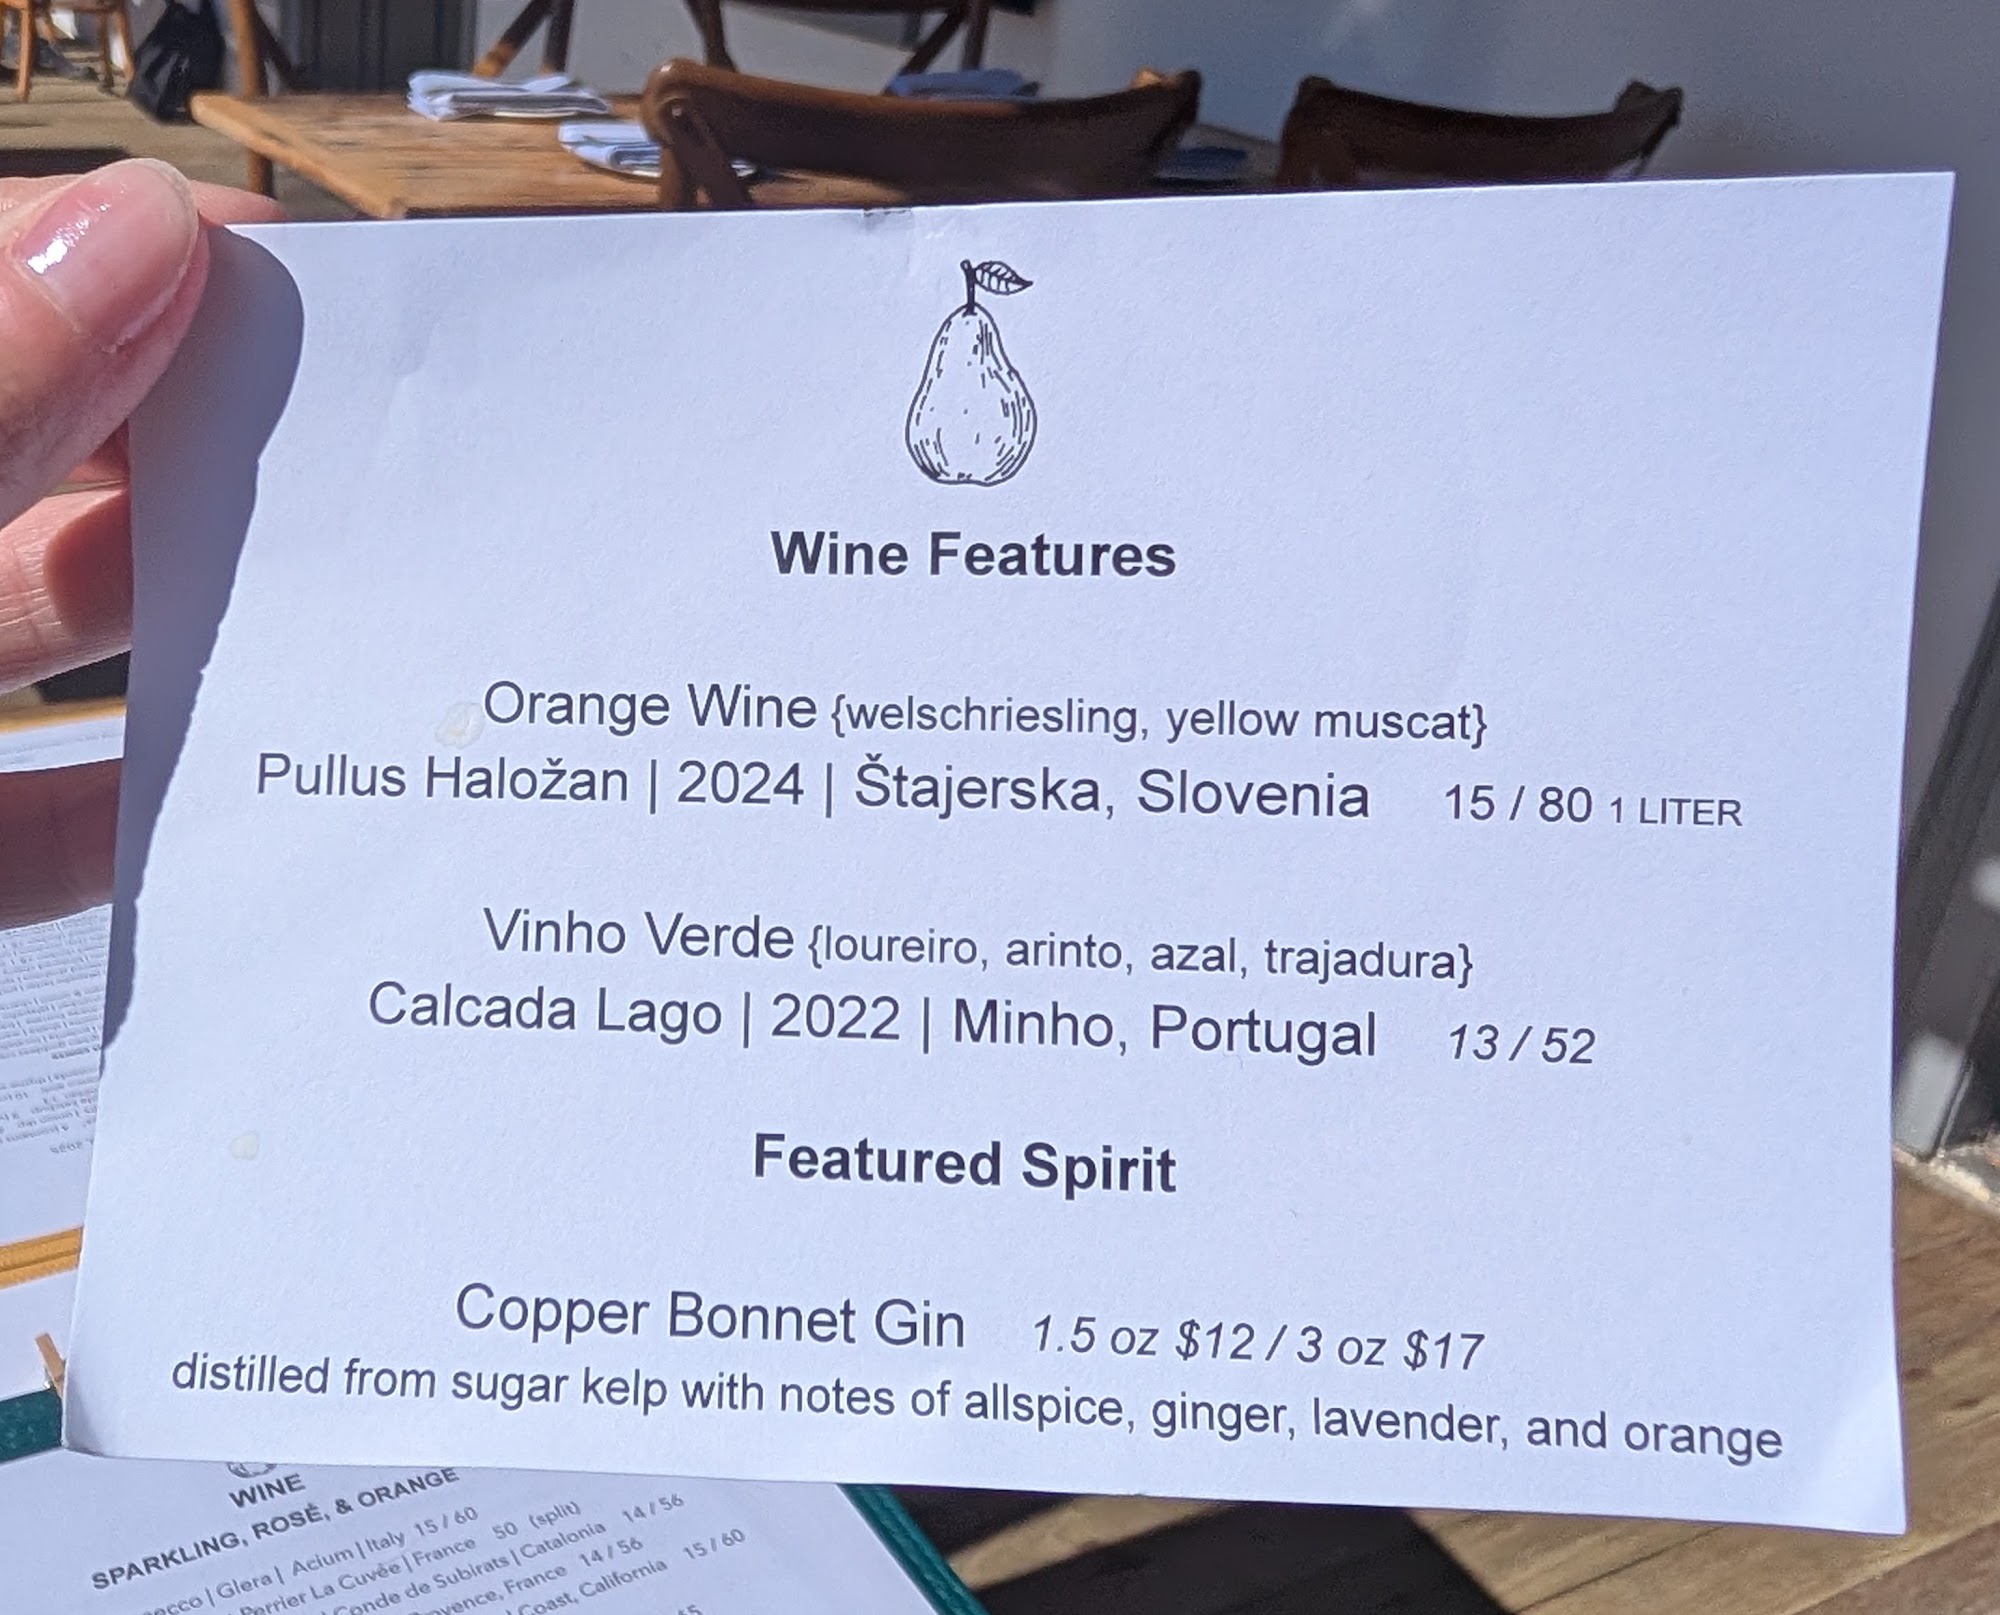 Wine Features
Orange Wine {welschriesling, yellow muscat}
Pullus Haložan | 2024 | Štajerska, Slovenia 15 / 80 1 LITER
Vinho Verde {loureiro, arinto, azal, trajadura}
Calcada Lago | 2022 | Minho, Portugal 13 / 52
Featured Spirit
Copper Bonnet Gin 1.5 oz $12 / 3 oz $17
distilled from sugar kelp with notes of allspice, ginger, lavender, and orange
WINE
SPARKLING, ROSÉ, & ORANGE
| Glera | Acium | Italy 15 / 60
Perrier La Cuvée | France 50 (split)
Conde de Subirats | Catalonia 14 / 56
France 14 / 56
Coast, California 15 / 60